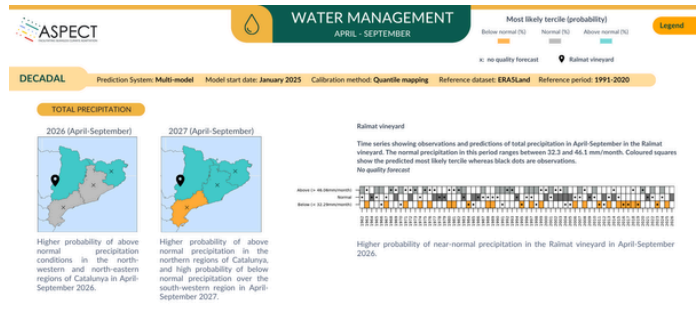 ASPECT
WATER MANAGEMENT
APRIL - SEPTEMBER
Most likely tercile (probability)
Below normal (%) Normal (%) Above normal (%)
x: no quality forecast Raimat vineyard
Legend
DECADAL
Prediction System: Multi-model Model start date: January 2025 Calibration method: Quantile mapping Reference dataset: ERA5Land Reference period: 1991-2020
TOTAL PRECIPITATION
2026 (April-September)
2027 (April-September)
Higher probability of above
normal precipitation
conditions in the north-
western and north-eastern
regions of Catalunya in April-
September 2026.
Higher probability of above
normal precipitation in the
northern regions of Catalunya,
and high probability of below
normal precipitation over the
south-western region in April-
September 2027.
Raimat vineyard
Time series showing observations and predictions of total precipitation in April-September in the Raimat
vineyard. The normal precipitation in this period ranges between 32.3 and 46.1 mm/month. Coloured squares
show the predicted most likely tercile whereas black dots are observations.
No quality forecast
Normal
Higher probability of near-normal precipitation in the Raimat vineyard in April-September
2026.